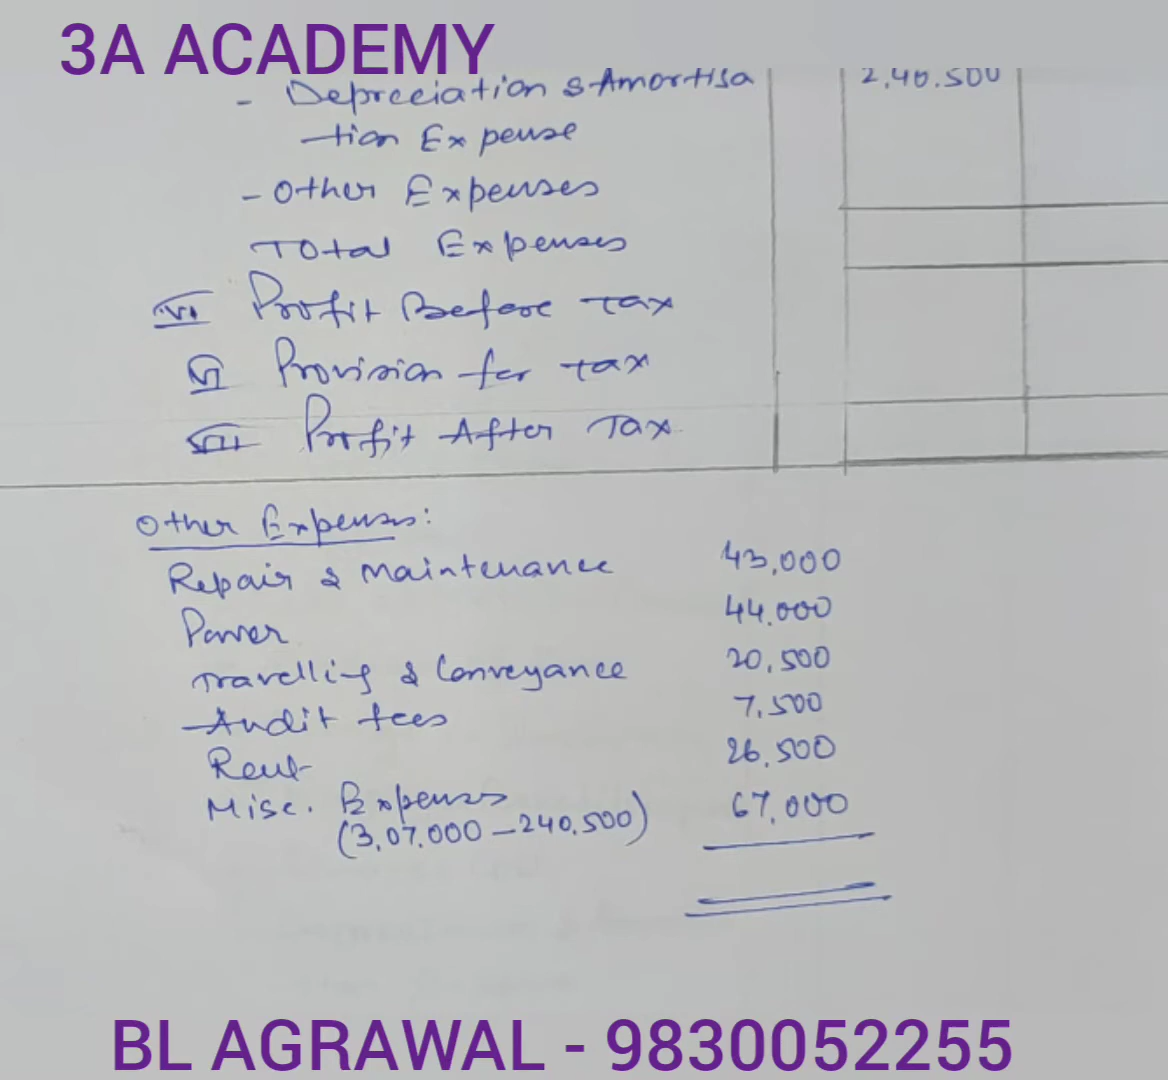 3A ACADEMY
- Depreciation & Amortisa 2,40.500
-tion Expense
- Other Expenses
Total Expenses
VI Profit Before Tax
VI Provision for tax
VII Profit After Tax
Other Expenses:
Repair & Maintenance 43,000
Power 44.000
Travelling & Conveyance 20,500
Audit fees 7,500
Rent 26,500
Misc. Expenses 67,000
(3,07.000 - 240.500)
BL AGRAWAL - 9830052255